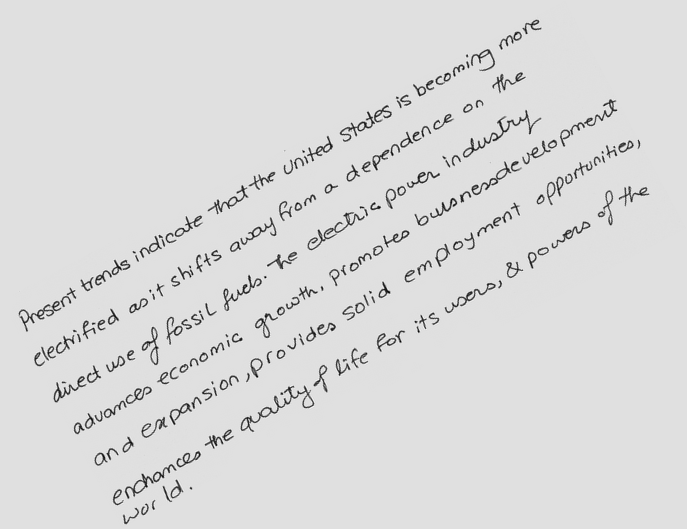 Present trends indicate that the United States is becoming more
electrified as it shifts away from a dependence on the
direct use of fossil fuels. The electric power industry
advances economic growth, promotes busness development
and expansion, provides solid employment opportunities,
enchances the quality of life for its users, & powers of the
world.